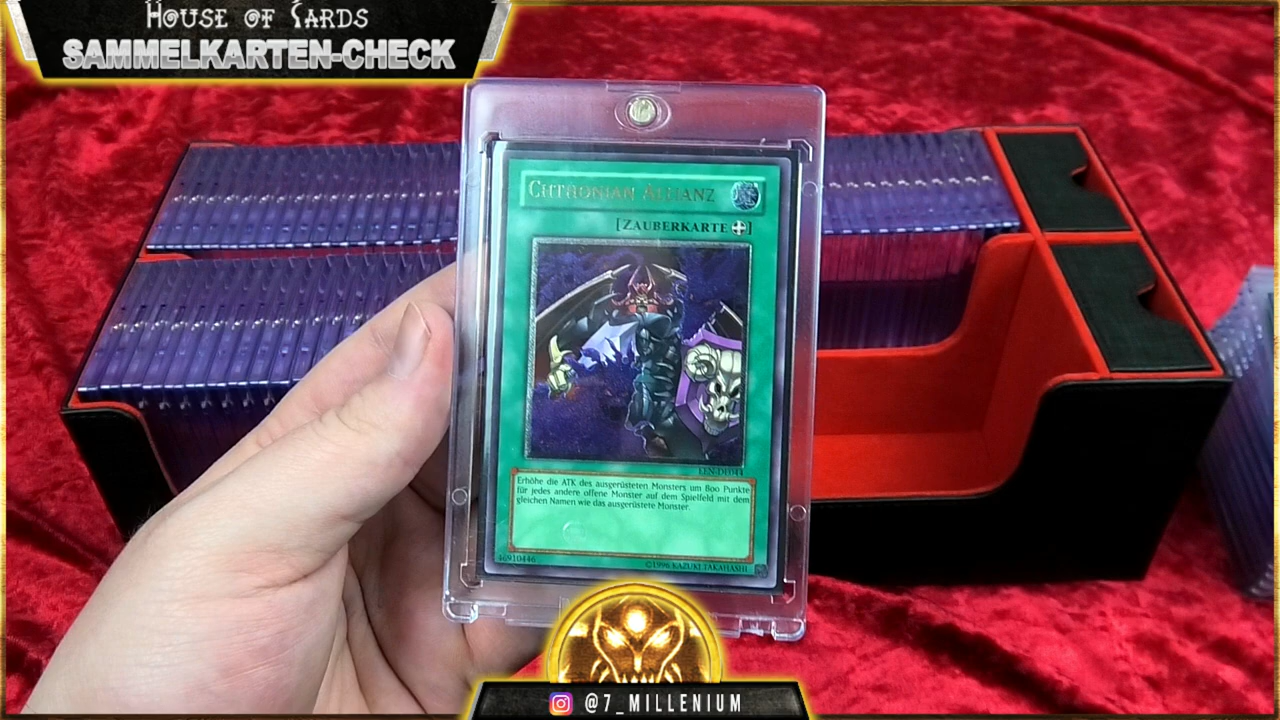 House of Cards
SAMMELKARTEN-CHECK
Chthonian Allianz
[Zauberkarte]
EEN-DE044
Erhöhe die ATK des ausgerüsteten Monsters um 800 Punkte
für jedes andere offene Monster auf dem Spielfeld mit dem
gleichen Namen wie das ausgerüstete Monster.
46910446
©1996 KAZUKI TAKAHASHI
@7_MILLENIUM